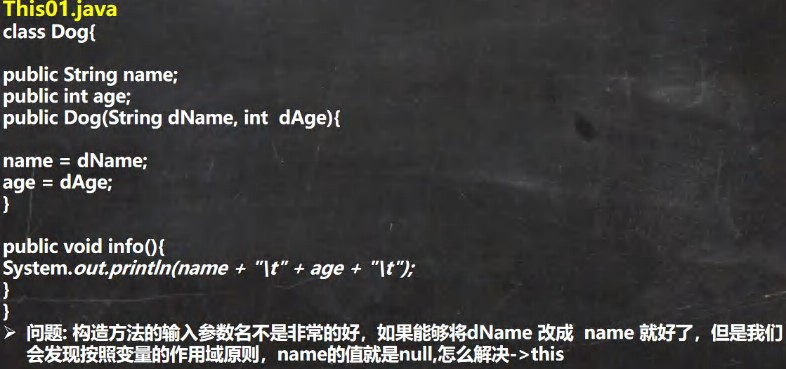 This01.java
class Dog{
public String name;
public int age;
public Dog(String dName, int  dAge){
name = dName;
age = dAge;
}
public void info(){
System.out.println(name + "\t" + age + "\t");
}
}
➢ 问题: 构造方法的输入参数名不是非常的好，如果能够将dName 改成  name 就好了，但是我们
会发现按照变量的作用域原则，name的值就是null,怎么解决->this